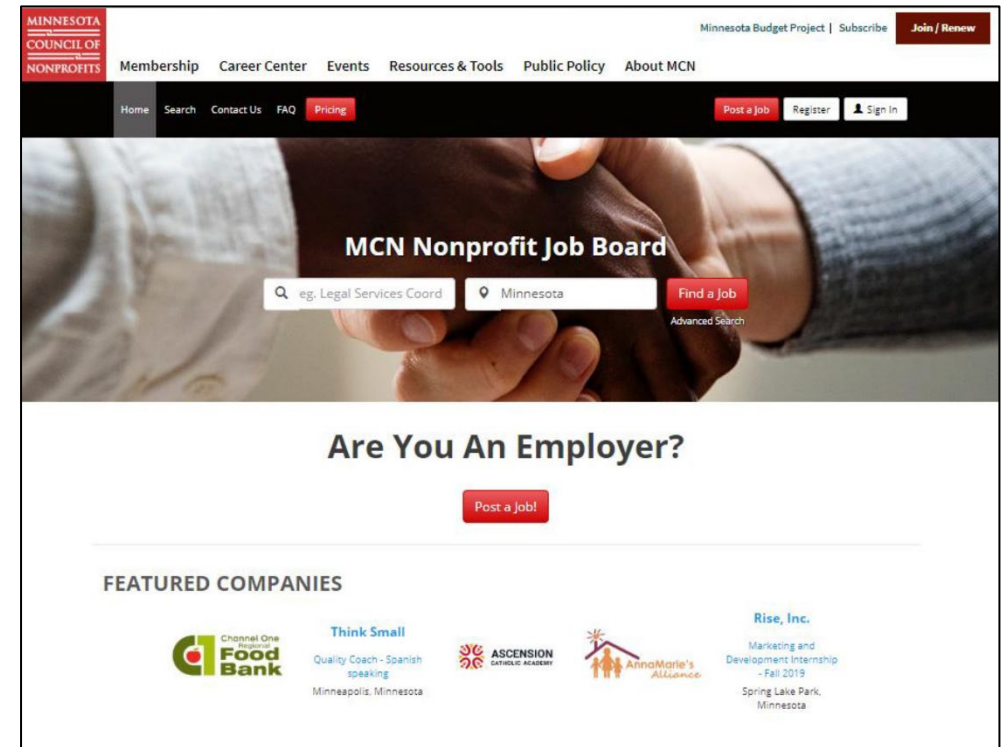 MINNESOTA
COUNCIL OF
NONPROFITS
Minnesota Budget Project | Subscribe
Join / Renew
Membership Career Center Events Resources & Tools Public Policy About MCN
Home Search Contact Us FAQ Pricing
Post a Job Register Sign In
MCN Nonprofit Job Board
eg. Legal Services Coord
Minnesota
Find a Job
Advanced Search
Are You An Employer?
Post a Job!
FEATURED COMPANIES
Channel One
Regional
Food
Bank
Think Small
Quality Coach - Spanish
speaking
Minneapolis, Minnesota
ASCENSION
CATHOLIC ACADEMY
AnnaMarie's
Alliance
Rise, Inc.
Marketing and
Development Internship
- Fall 2019
Spring Lake Park,
Minnesota